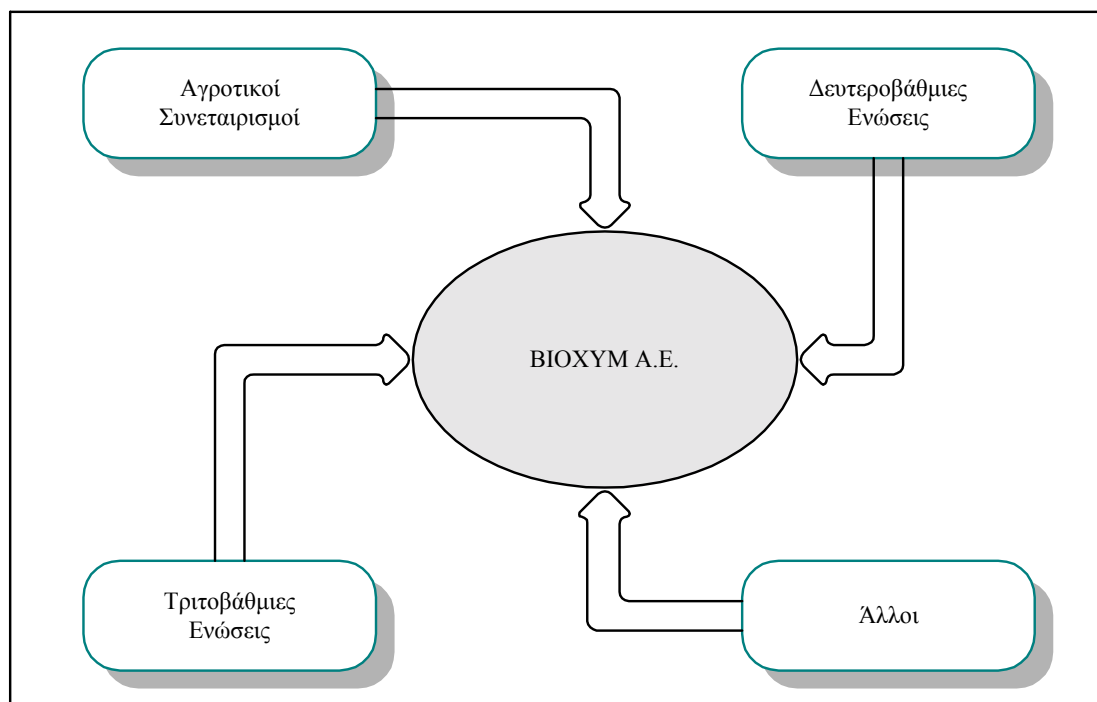 Αγροτικοί
Συνεταιρισμοί
Δευτεροβάθμιες
Ενώσεις
ΒΙΟΧΥΜ Α.Ε.
Τριτοβάθμιες
Ενώσεις
Άλλοι